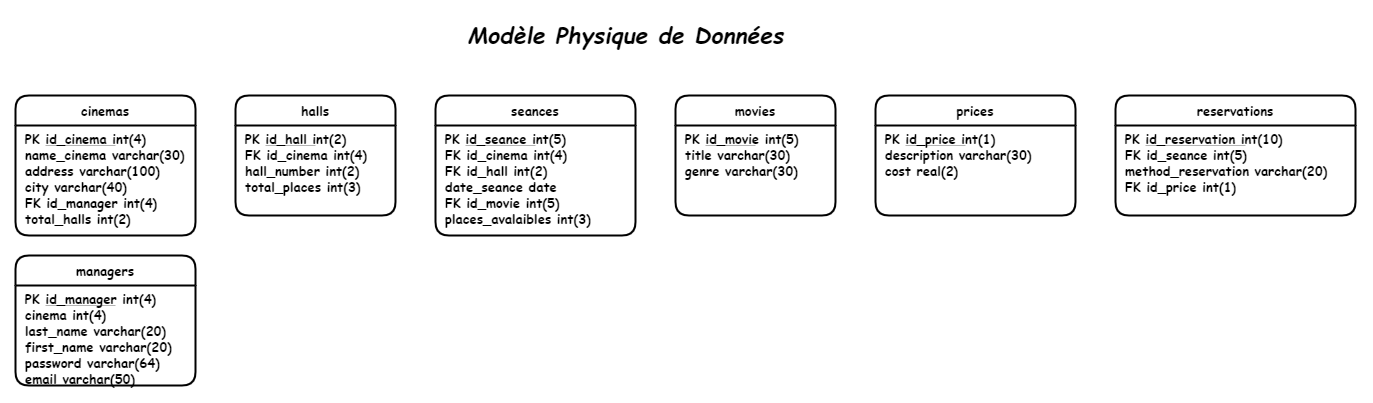 Modèle Physique de Données
cinemas
PK id_cinema int(4)
name_cinema varchar(30)
address varchar(100)
city varchar(40)
FK id_manager int(4)
total_halls int(2)
halls
PK id_hall int(2)
FK id_cinema int(4)
hall_number int(2)
total_places int(3)
seances
PK id_seance int(5)
FK id_cinema int(4)
FK id_hall int(2)
date_seance date
FK id_movie int(5)
places_avalaibles int(3)
movies
PK id_movie int(5)
title varchar(30)
genre varchar(30)
prices
PK id_price int(1)
description varchar(30)
cost real(2)
reservations
PK id_reservation int(10)
FK id_seance int(5)
method_reservation varchar(20)
FK id_price int(1)
managers
PK id_manager int(4)
cinema int(4)
last_name varchar(20)
first_name varchar(20)
password varchar(64)
email varchar(50)